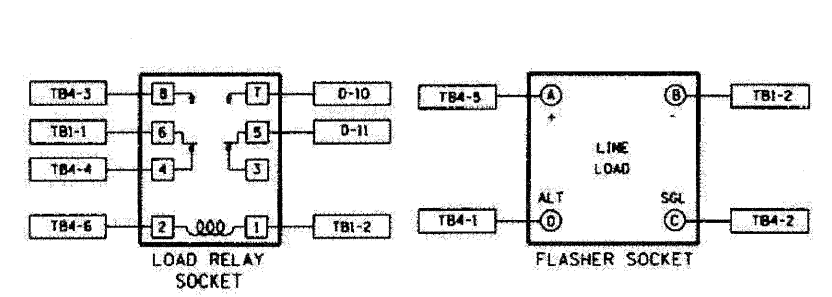 TB4-3 8 7 D-10
TB1-1 6 5 D-11
TB4-4 4 3
TB4-6 2 1 TB1-2
LOAD RELAY
SOCKET
TB4-5 A B TB1-2
+ -
LINE
LOAD
ALT SGL
TB4-1 D C TB4-2
FLASHER SOCKET